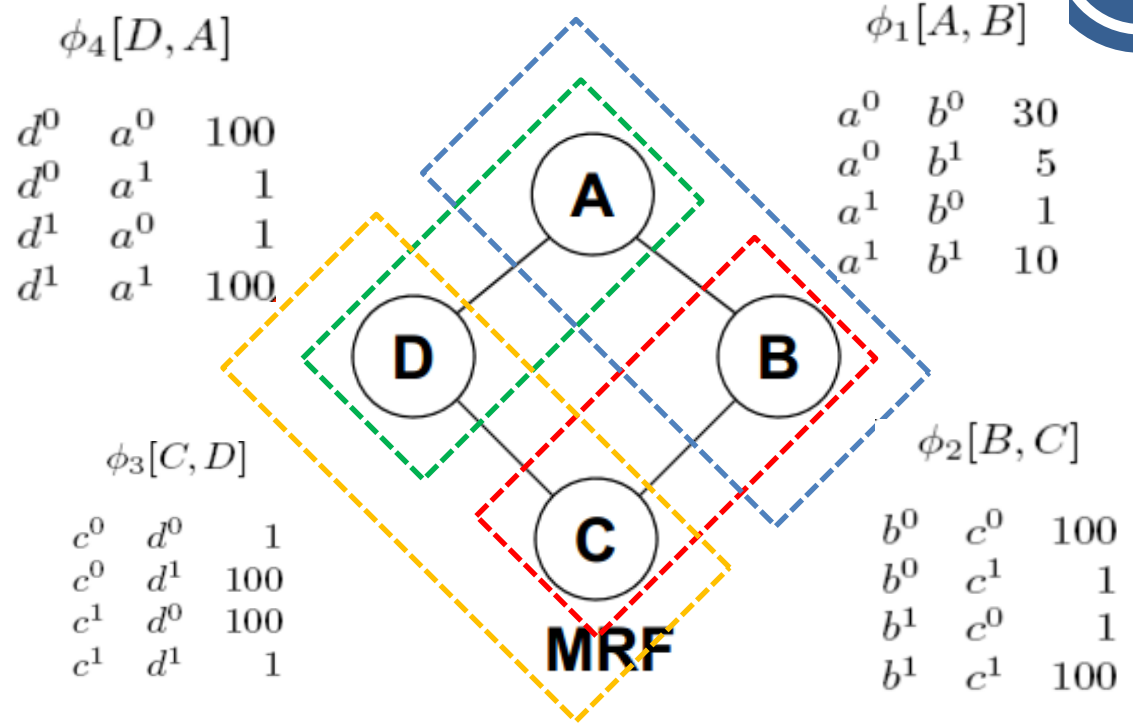 ϕ₄[D, A]
d⁰ a⁰ 100
d⁰ a¹ 1
d¹ a⁰ 1
d¹ a¹ 100
ϕ₁[A, B]
a⁰ b⁰ 30
a⁰ b¹ 5
a¹ b⁰ 1
a¹ b¹ 10
A
D
B
C
MRF
ϕ₃[C, D]
c⁰ d⁰ 1
c⁰ d¹ 100
c¹ d⁰ 100
c¹ d¹ 1
ϕ₂[B, C]
b⁰ c⁰ 100
b⁰ c¹ 1
b¹ c⁰ 1
b¹ c¹ 100